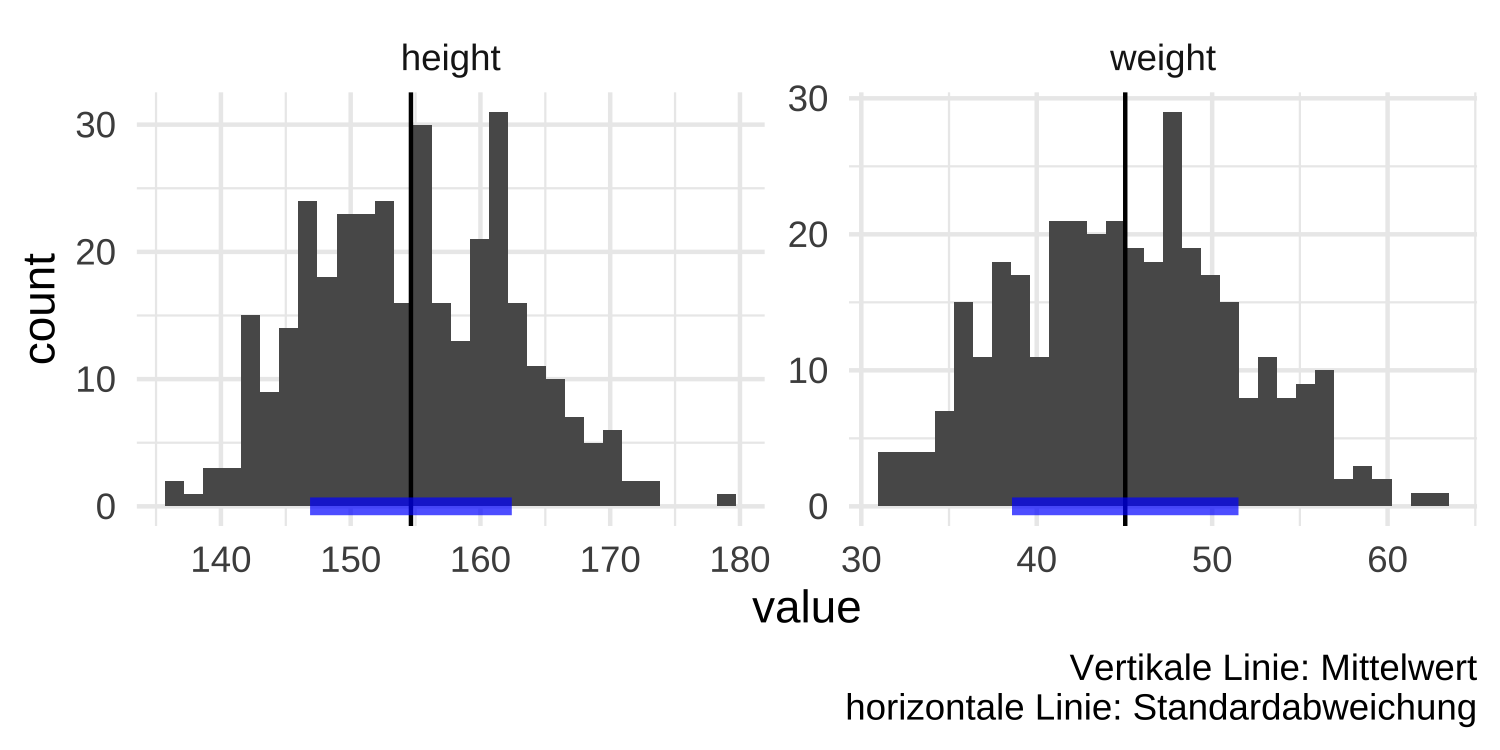 height
weight
30
20
10
0
count
30
20
10
0
140 150 160 170 180
30 40 50 60
value
Vertikale Linie: Mittelwert
horizontale Linie: Standardabweichung